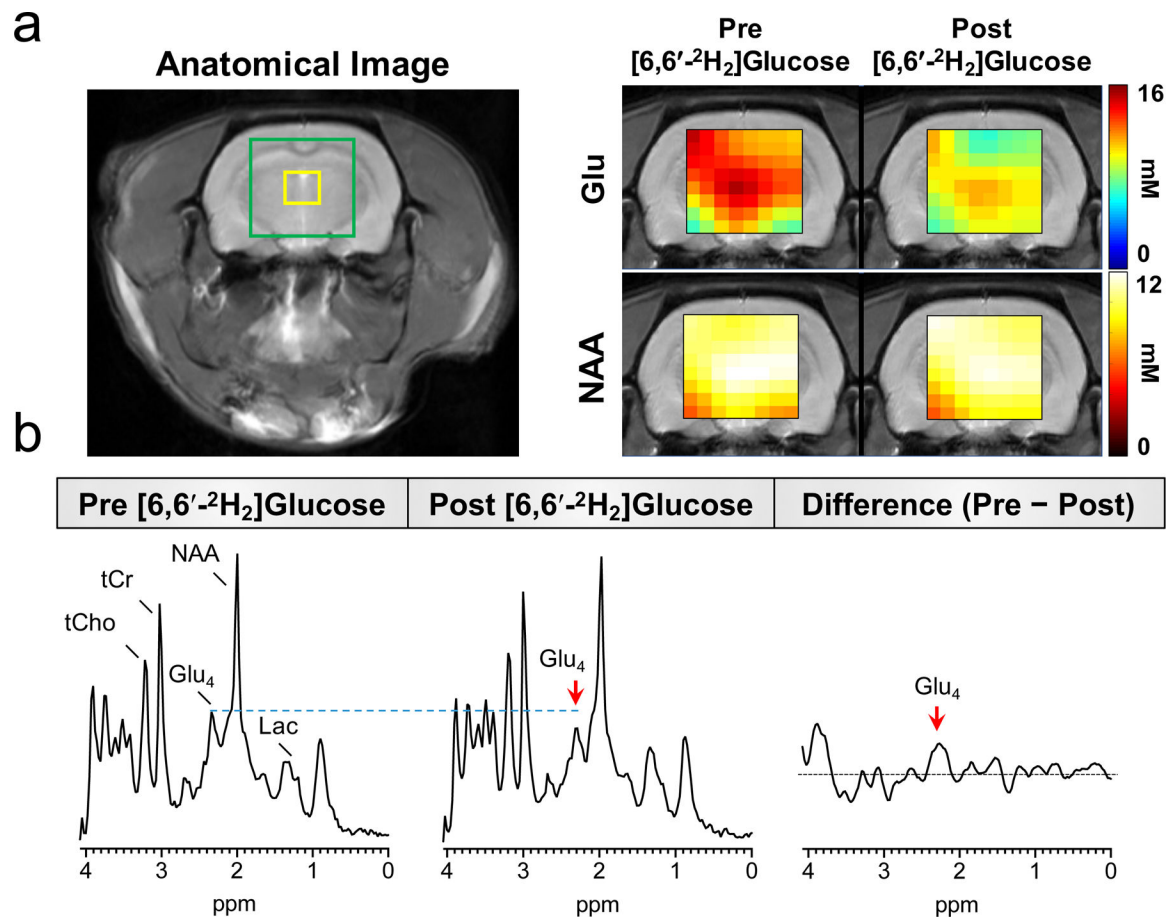 a
Anatomical Image
Pre
[6,6′-²H₂]Glucose
Post
[6,6′-²H₂]Glucose
Glu
16
mM
0
NAA
12
mM
0
b
Pre [6,6′-²H₂]Glucose
Post [6,6′-²H₂]Glucose
Difference (Pre − Post)
NAA
tCr
tCho
Glu₄
Lac
4 3 2 1 0
ppm
Glu₄
4 3 2 1 0
ppm
Glu₄
4 3 2 1 0
ppm